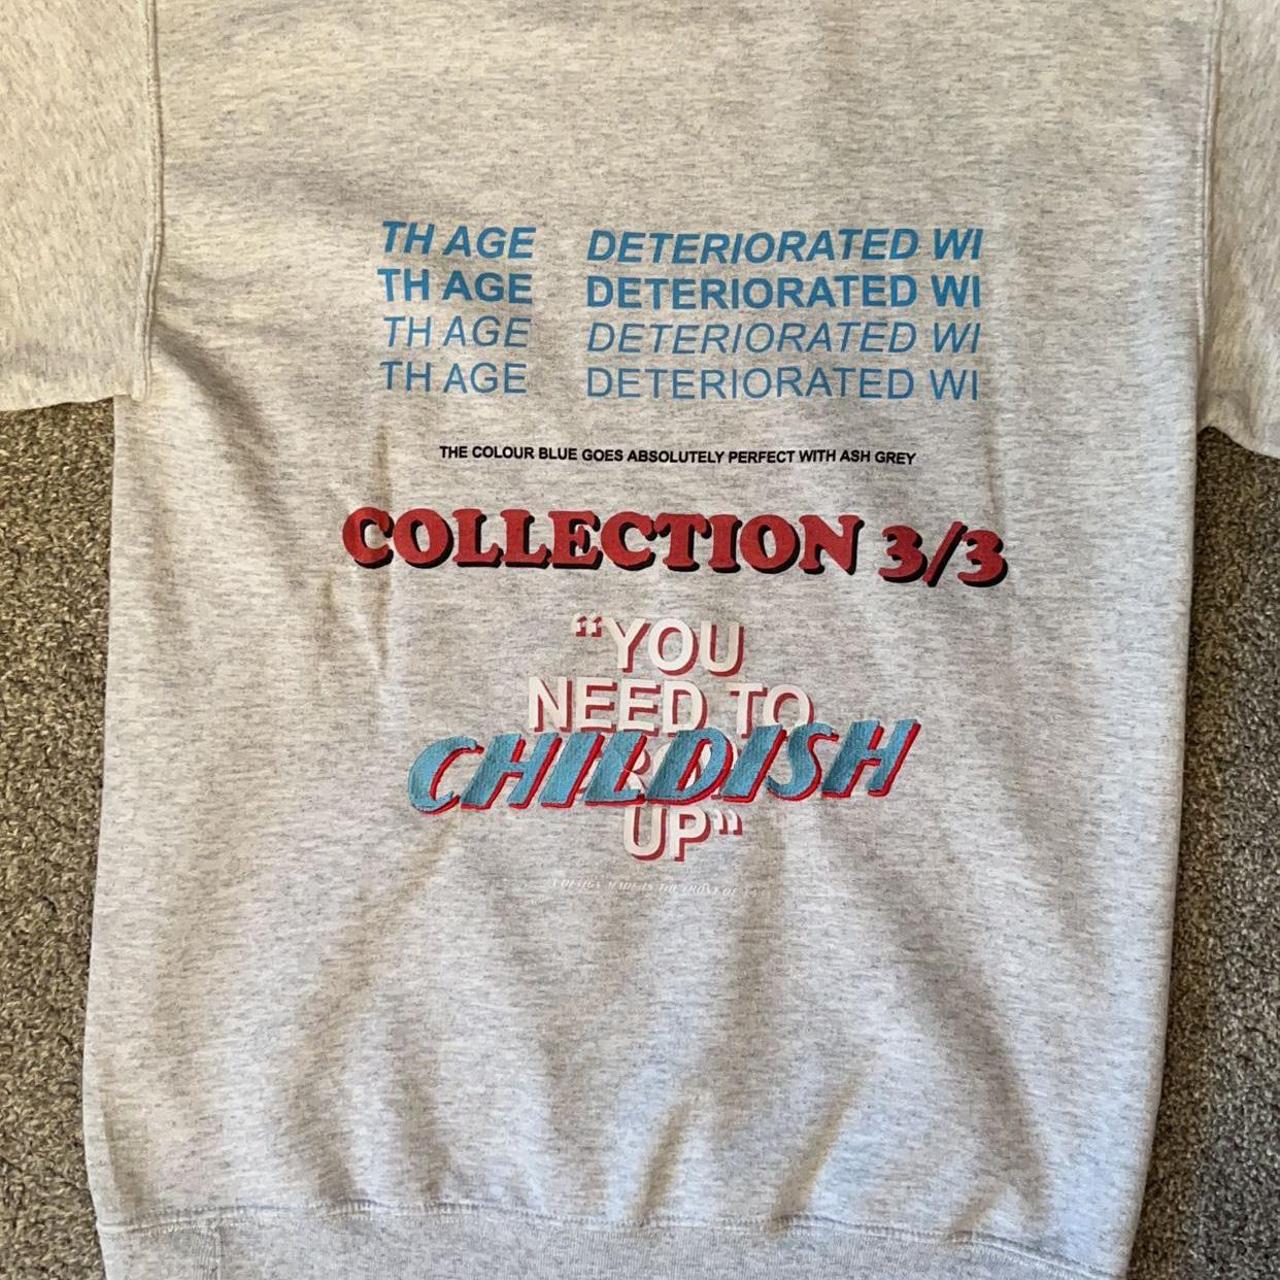 TH AGE DETERIORATED WI
TH AGE DETERIORATED WI
TH AGE DETERIORATED WI
TH AGE DETERIORATED WI
THE COLOUR BLUE GOES ABSOLUTELY PERFECT WITH ASH GREY
COLLECTION 3/3
“YOU
NEED TO
CHILDISH
UP”